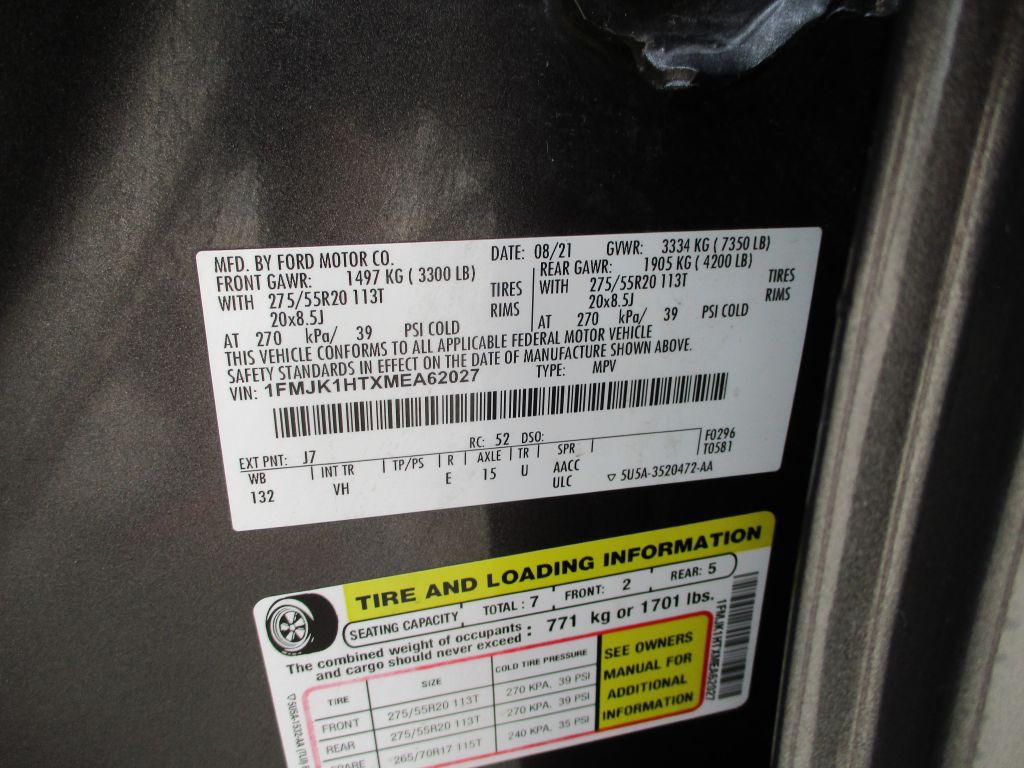 MFD. BY FORD MOTOR CO. DATE: 08/21 GVWR: 3334 KG ( 7350 LB)
FRONT GAWR: 1497 KG ( 3300 LB) REAR GAWR: 1905 KG ( 4200 LB)
WITH 275/55R20 113T TIRES WITH 275/55R20 113T TIRES
20x8.5J RIMS 20x8.5J RIMS
AT 270 kPa/ 39 PSI COLD AT 270 kPa/ 39 PSI COLD
THIS VEHICLE CONFORMS TO ALL APPLICABLE FEDERAL MOTOR VEHICLE
SAFETY STANDARDS IN EFFECT ON THE DATE OF MANUFACTURE SHOWN ABOVE.
VIN: 1FMJK1HTXMEA62027 TYPE: MPV
EXT PNT: J7 RC: 52 DSO: F0296
WB INT TR TP/PS R AXLE TR SPR T0581
132 VH E 15 U AACC
ULC ▽ 5U5A-3520472-AA
TIRE AND LOADING INFORMATION
SEATING CAPACITY TOTAL : 7 FRONT: 2 REAR: 5
The combined weight of occupants and cargo should never exceed : 771 kg or 1701 lbs.
TIRE SIZE COLD TIRE PRESSURE
FRONT 275/55R20 113T 270 KPA, 39 PSI
REAR 275/55R20 113T 270 KPA, 39 PSI
SPARE 265/70R17 115T 240 KPA, 35 PSI
SEE OWNERS
MANUAL FOR
ADDITIONAL
INFORMATION
1FMJK1HTXMEA62027
▽ 5U5A-1532-AA